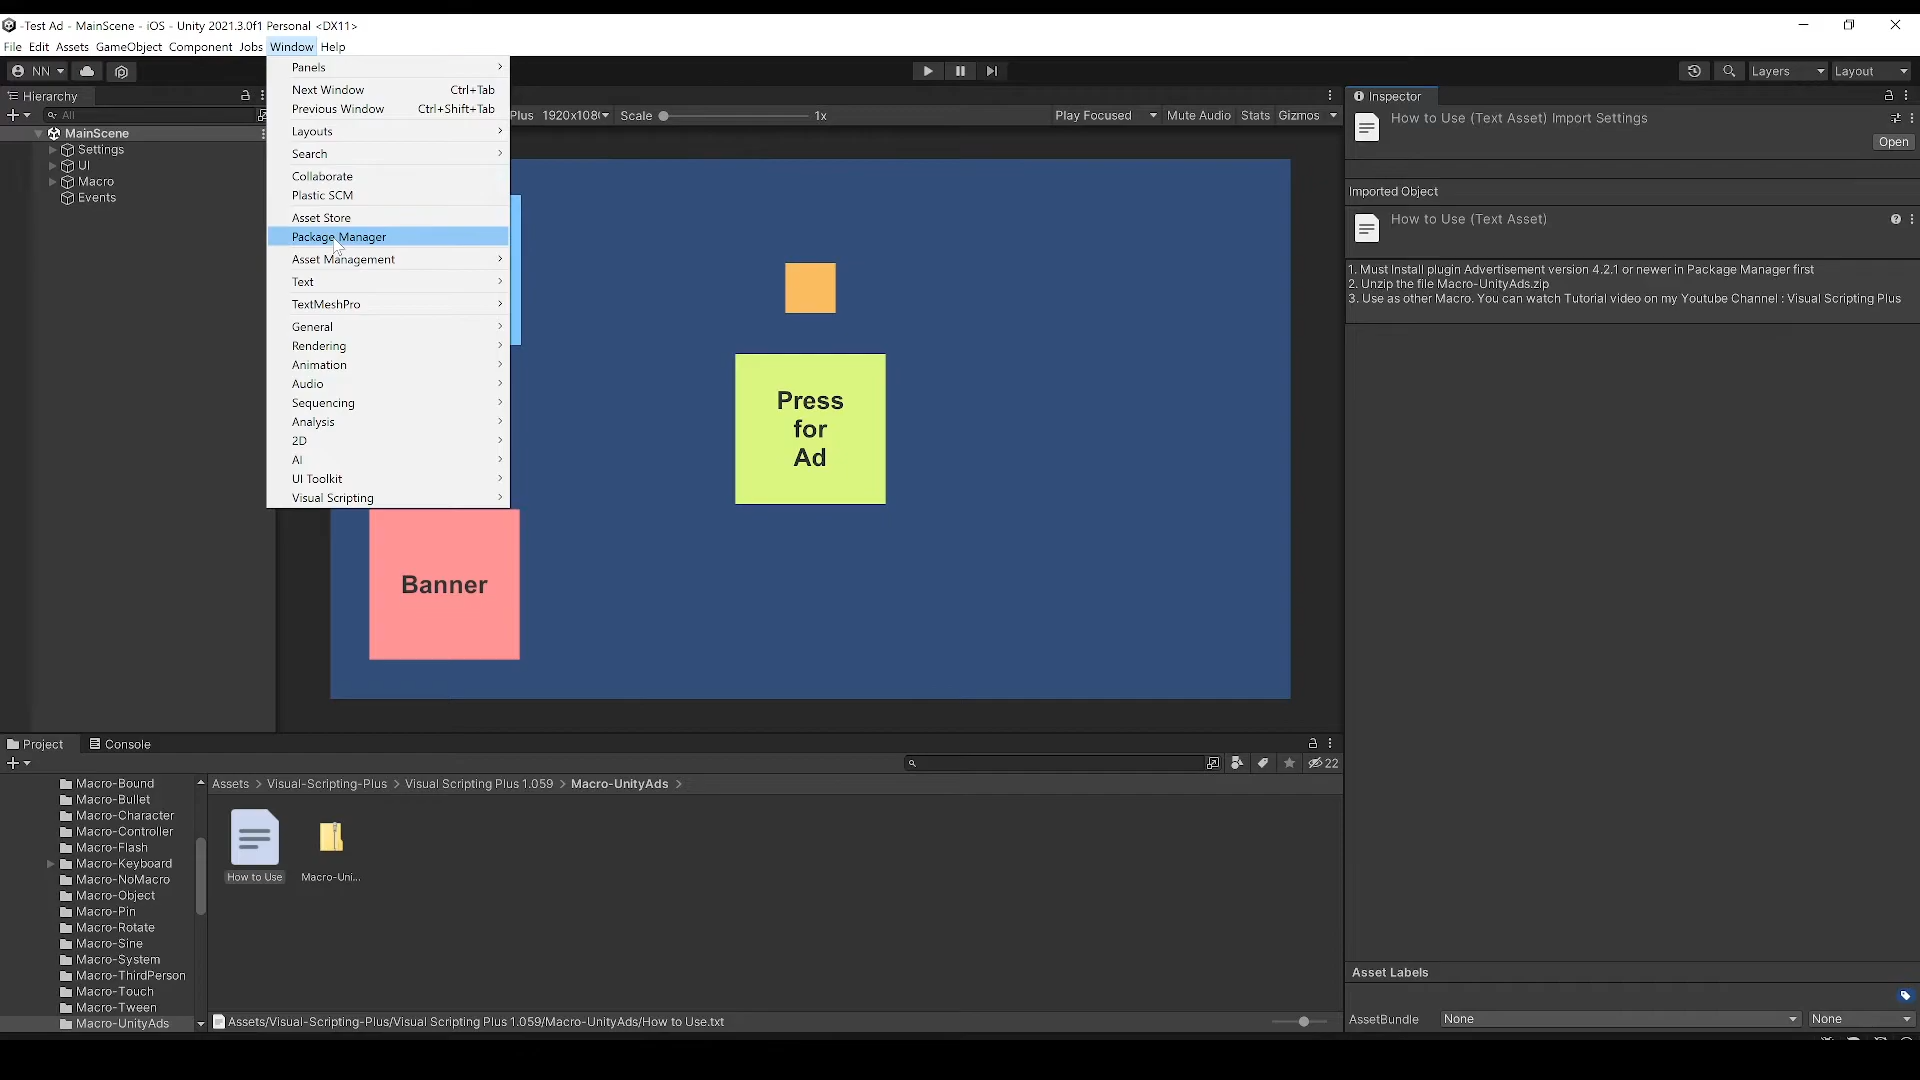 -Test Ad - MainScene - iOS - Unity 2021.3.0f1 Personal <DX11>
File Edit Assets GameObject Component Jobs Window Help
NN
Layers
Layout
Hierarchy
All
MainScene
Settings
UI
Macro
Events
Panels
Next Window Ctrl+Tab
Previous Window Ctrl+Shift+Tab
Layouts
Search
Collaborate
Plastic SCM
Asset Store
Package Manager
Asset Management
Text
TextMeshPro
General
Rendering
Animation
Audio
Sequencing
Analysis
2D
AI
UI Toolkit
Visual Scripting
Plus 1920x108 Scale 1x Play Focused Mute Audio Stats Gizmos
Press
for
Ad
Banner
Inspector
How to Use (Text Asset) Import Settings
Open
Imported Object
How to Use (Text Asset)
1. Must Install plugin Advertisement version 4.2.1 or newer in Package Manager first
2. Unzip the file Macro-UnityAds.zip
3. Use as other Macro. You can watch Tutorial video on my Youtube Channel : Visual Scripting Plus
Project Console
22
Macro-Bound
Macro-Bullet
Macro-Character
Macro-Controller
Macro-Flash
Macro-Keyboard
Macro-NoMacro
Macro-Object
Macro-Pin
Macro-Rotate
Macro-Sine
Macro-System
Macro-ThirdPerson
Macro-Touch
Macro-Tween
Macro-UnityAds
Assets > Visual-Scripting-Plus > Visual Scripting Plus 1.059 > Macro-UnityAds >
How to Use
Macro-Uni...
Assets/Visual-Scripting-Plus/Visual Scripting Plus 1.059/Macro-UnityAds/How to Use.txt
Asset Labels
AssetBundle None None